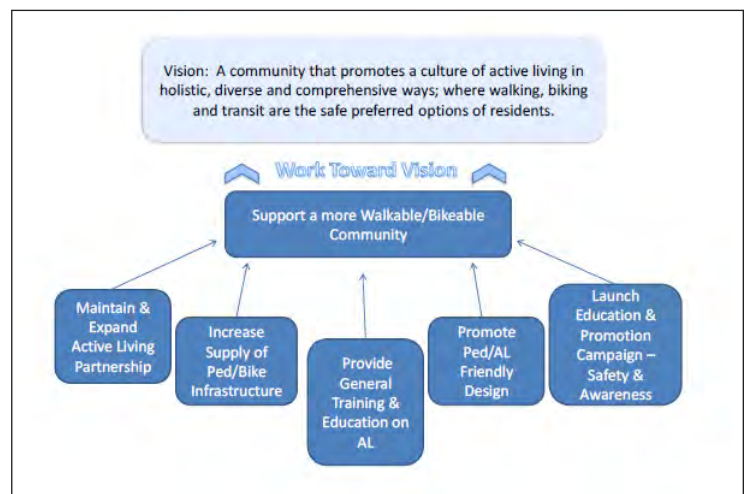 Vision:  A community that promotes a culture of active living in
holistic, diverse and comprehensive ways; where walking, biking
and transit are the safe preferred options of residents.
Work Toward Vision
Support a more Walkable/Bikeable
Community
Maintain &
Expand
Active Living
Partnership
Increase
Supply of
Ped/Bike
Infrastructure
Provide
General
Training &
Education on
AL
Promote
Ped/AL
Friendly
Design
Launch
Education &
Promotion
Campaign –
Safety &
Awareness